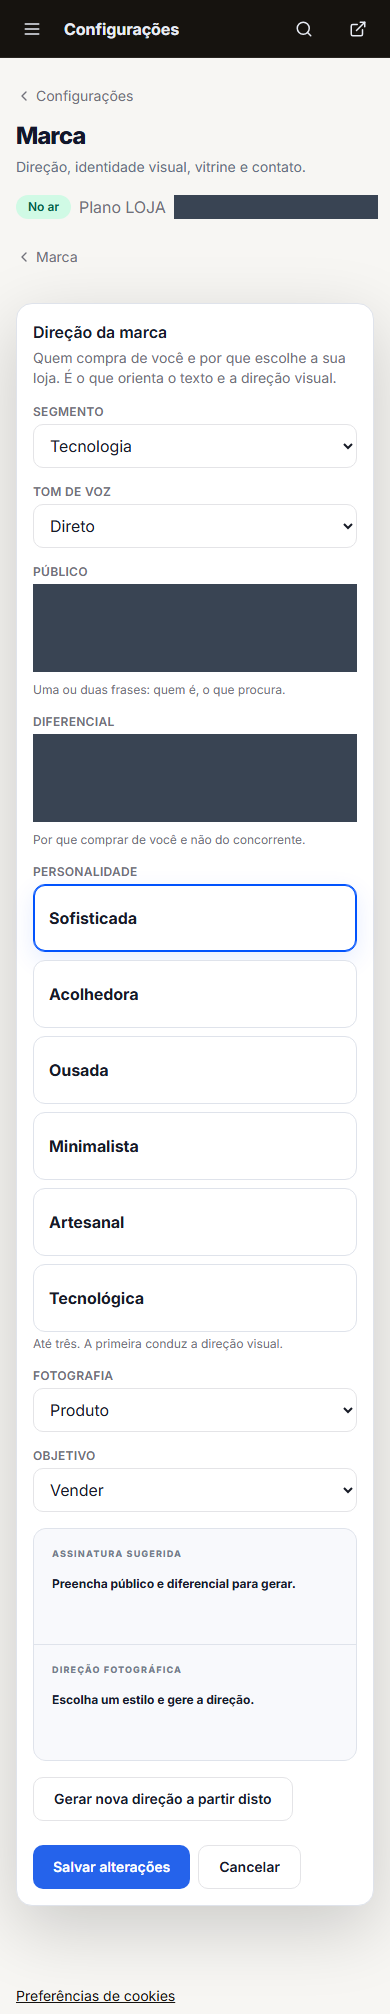 Configurações
Configurações
Marca
Direção, identidade visual, vitrine e contato.
No ar
Plano LOJA
Marca
Direção da marca
Quem compra de você e por que escolhe a sua
loja. É o que orienta o texto e a direção visual.
SEGMENTO
Tecnologia
TOM DE VOZ
Direto
PÚBLICO
Uma ou duas frases: quem é, o que procura.
DIFERENCIAL
Por que comprar de você e não do concorrente.
PERSONALIDADE
Sofisticada
Acolhedora
Ousada
Minimalista
Artesanal
Tecnológica
Até três. A primeira conduz a direção visual.
FOTOGRAFIA
Produto
OBJETIVO
Vender
ASSINATURA SUGERIDA
Preencha público e diferencial para gerar.
DIREÇÃO FOTOGRÁFICA
Escolha um estilo e gere a direção.
Gerar nova direção a partir disto
Salvar alterações
Cancelar
Preferências de cookies